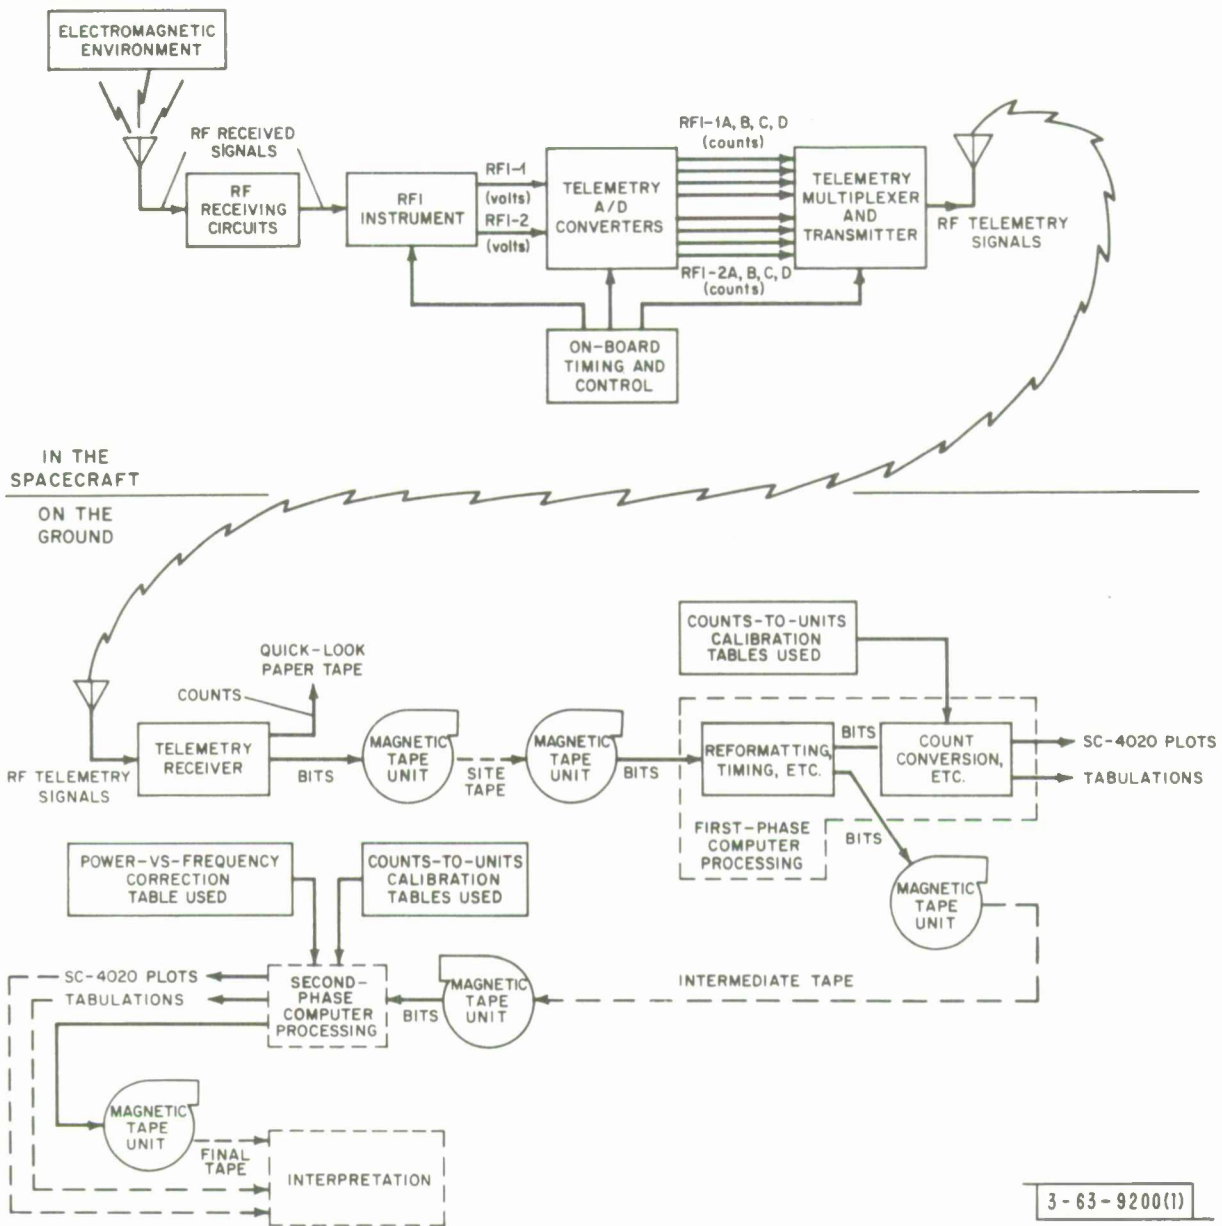 ELECTROMAGNETIC
ENVIRONMENT
RF RECEIVED
SIGNALS
RF
RECEIVING
CIRCUITS
RFI
INSTRUMENT
RFI-1
(volts)
RFI-2
(volts)
TELEMETRY
A/D
CONVERTERS
RFI-1A, B, C, D
(counts)
RFI-2A, B, C, D
(counts)
TELEMETRY
MULTIPLEXER
AND
TRANSMITTER
RF TELEMETRY
SIGNALS
ON-BOARD
TIMING AND
CONTROL
IN THE
SPACECRAFT
ON THE
GROUND
COUNTS-TO-UNITS
CALIBRATION
TABLES USED
QUICK-LOOK
PAPER TAPE
COUNTS
RF TELEMETRY
SIGNALS
TELEMETRY
RECEIVER
BITS
MAGNETIC
TAPE
UNIT
SITE
TAPE
MAGNETIC
TAPE
UNIT
BITS
REFORMATTING,
TIMING, ETC.
BITS
COUNT
CONVERSION,
ETC.
SC-4020 PLOTS
TABULATIONS
FIRST-PHASE
COMPUTER
PROCESSING
BITS
MAGNETIC
TAPE
UNIT
POWER-VS-FREQUENCY
CORRECTION
TABLE USED
COUNTS-TO-UNITS
CALIBRATION
TABLES USED
INTERMEDIATE TAPE
SC-4020 PLOTS
TABULATIONS
SECOND-
PHASE
COMPUTER
PROCESSING
BITS
MAGNETIC
TAPE
UNIT
MAGNETIC
TAPE
UNIT
FINAL
TAPE
INTERPRETATION
3-63-9200(1)